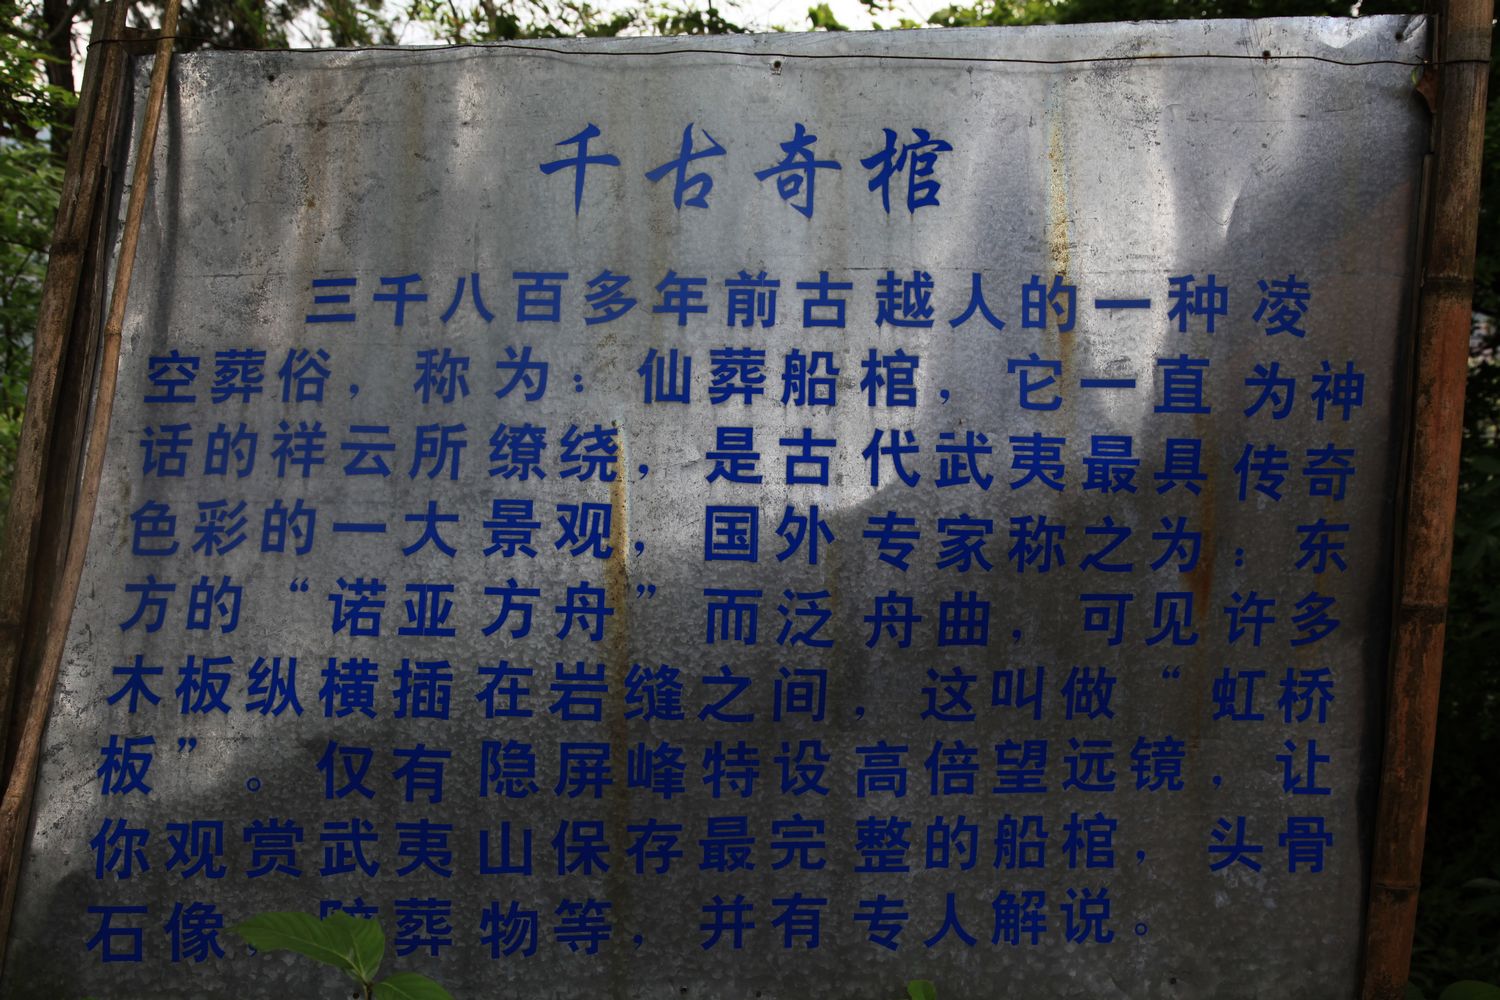 千古奇棺
三千八百多年前古越人的一种凌
空葬俗，称为：仙葬船棺，它一直为神
话的祥云所缭绕，是古代武夷最具传奇
色彩的一大景观，国外专家称之为：东
方的“诺亚方舟”而泛舟曲，可见许多
木板纵横插在岩缝之间，这叫做“虹桥
板”。仅有隐屏峰特设高倍望远镜，让
你观赏武夷山保存最完整的船棺，头骨
石像，陪葬物等，并有专人解说。